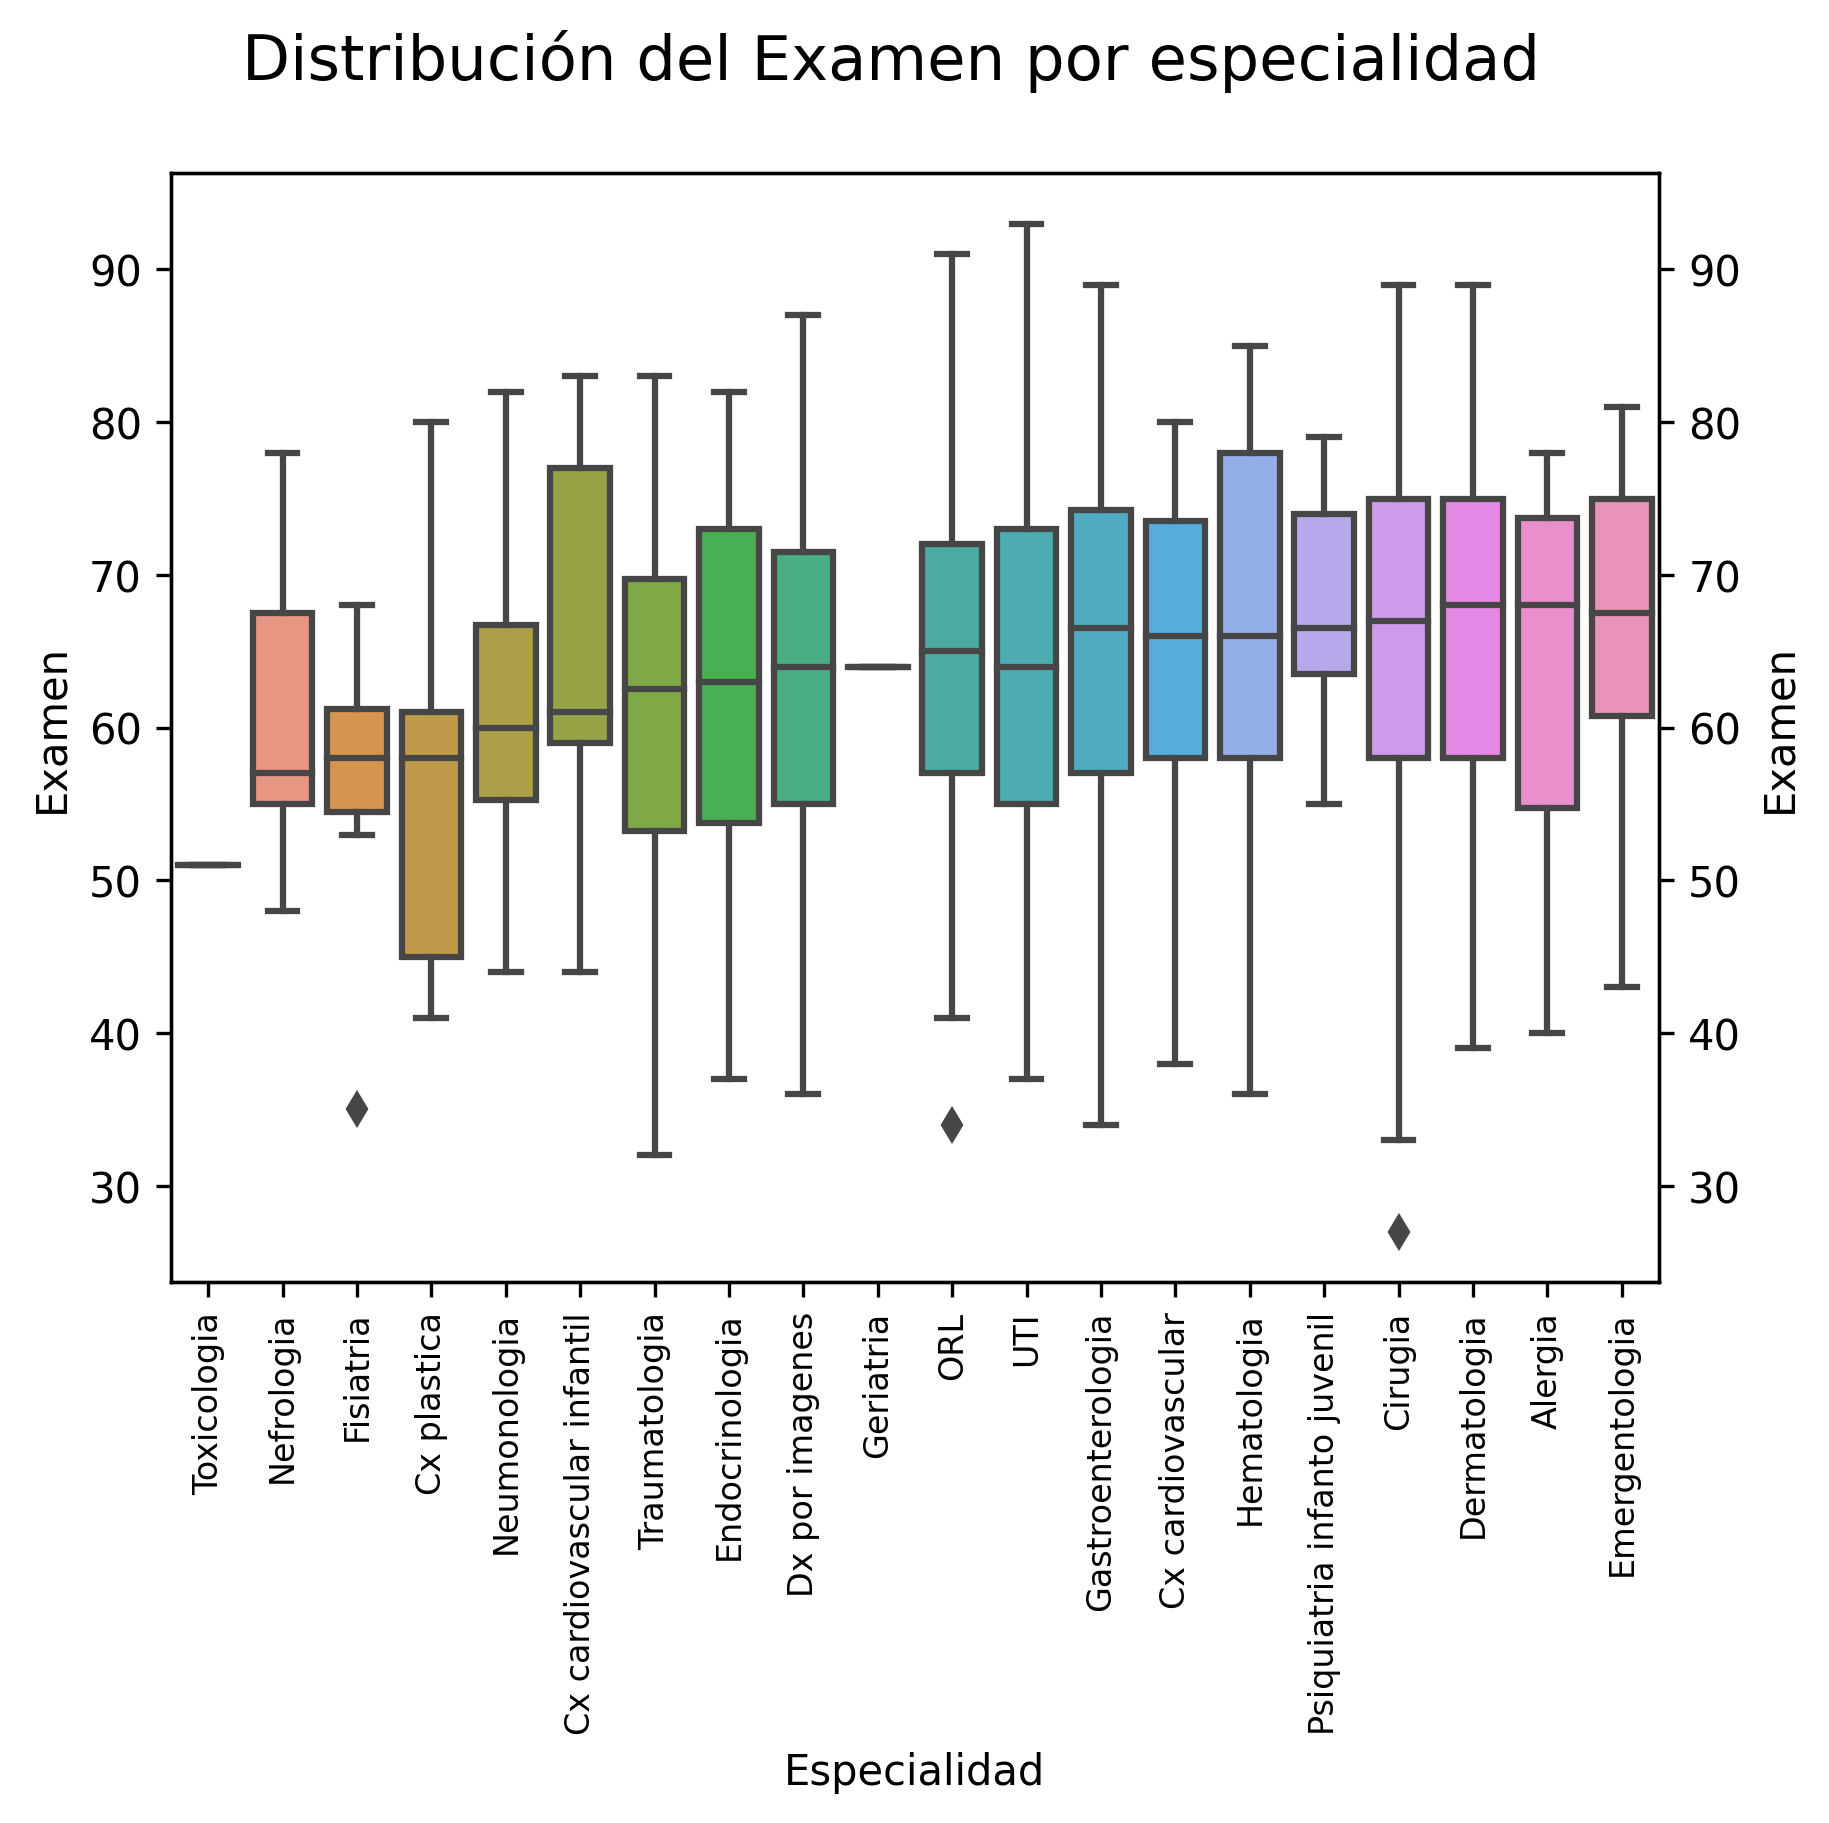 Distribución del Examen por especialidad
Examen
90
80
70
60
50
40
30
90
80
70
60
50
40
30
Examen
Toxicologia
Nefrologia
Fisiatria
Cx plastica
Neumonologia
Cx cardiovascular infantil
Traumatologia
Endocrinologia
Dx por imagenes
Geriatria
ORL
UTI
Gastroenterologia
Cx cardiovascular
Hematologia
Psiquiatria infanto juvenil
Cirugia
Dermatologia
Alergia
Emergentologia
Especialidad